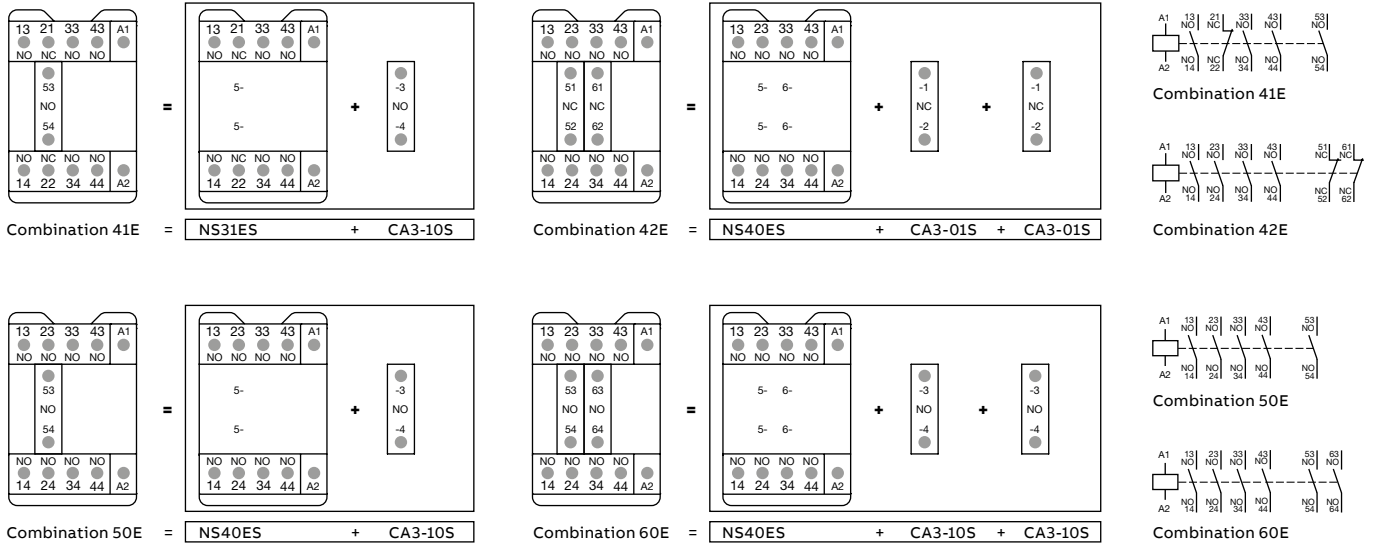 13 21 33 43 A1
NO NC NO NO
53
NO
54
NO NC NO NO
14 22 34 44 A2
=
13 21 33 43 A1
NO NC NO NO
5-
5-
NO NC NO NO
14 22 34 44 A2
+
-3
NO
-4
Combination 41E = NS31ES + CA3-10S
13 23 33 43 A1
NO NO NO NO
51 61
NC NC
52 62
NO NO NO NO
14 24 34 44 A2
=
13 23 33 43 A1
NO NO NO NO
5- 6-
5- 6-
NO NO NO NO
14 24 34 44 A2
+
-1
NC
-2
+
-1
NC
-2
Combination 42E = NS40ES + CA3-01S + CA3-01S
A1 13 21 33 43 53
NO NC NO NO NO
NO NC NO NO NO
A2 14 22 34 44 54
Combination 41E
A1 13 23 33 43 51 61
NO NO NO NO NC NC
NO NO NO NO NC NC
A2 14 24 34 44 52 62
Combination 42E
13 23 33 43 A1
NO NO NO NO
53
NO
54
NO NO NO NO
14 24 34 44 A2
=
13 23 33 43 A1
NO NO NO NO
5-
5-
NO NO NO NO
14 24 34 44 A2
+
-3
NO
-4
Combination 50E = NS40ES + CA3-10S
13 23 33 43 A1
NO NO NO NO
53 63
NO NO
54 64
NO NO NO NO
14 24 34 44 A2
=
13 23 33 43 A1
NO NO NO NO
5- 6-
5- 6-
NO NO NO NO
14 24 34 44 A2
+
-3
NO
-4
+
-3
NO
-4
Combination 60E = NS40ES + CA3-10S + CA3-10S
A1 13 23 33 43 53
NO NO NO NO NO
NO NO NO NO NO
A2 14 24 34 44 54
Combination 50E
A1 13 23 33 43 53 63
NO NO NO NO NO NO
NO NO NO NO NO NO
A2 14 24 34 44 54 64
Combination 60E